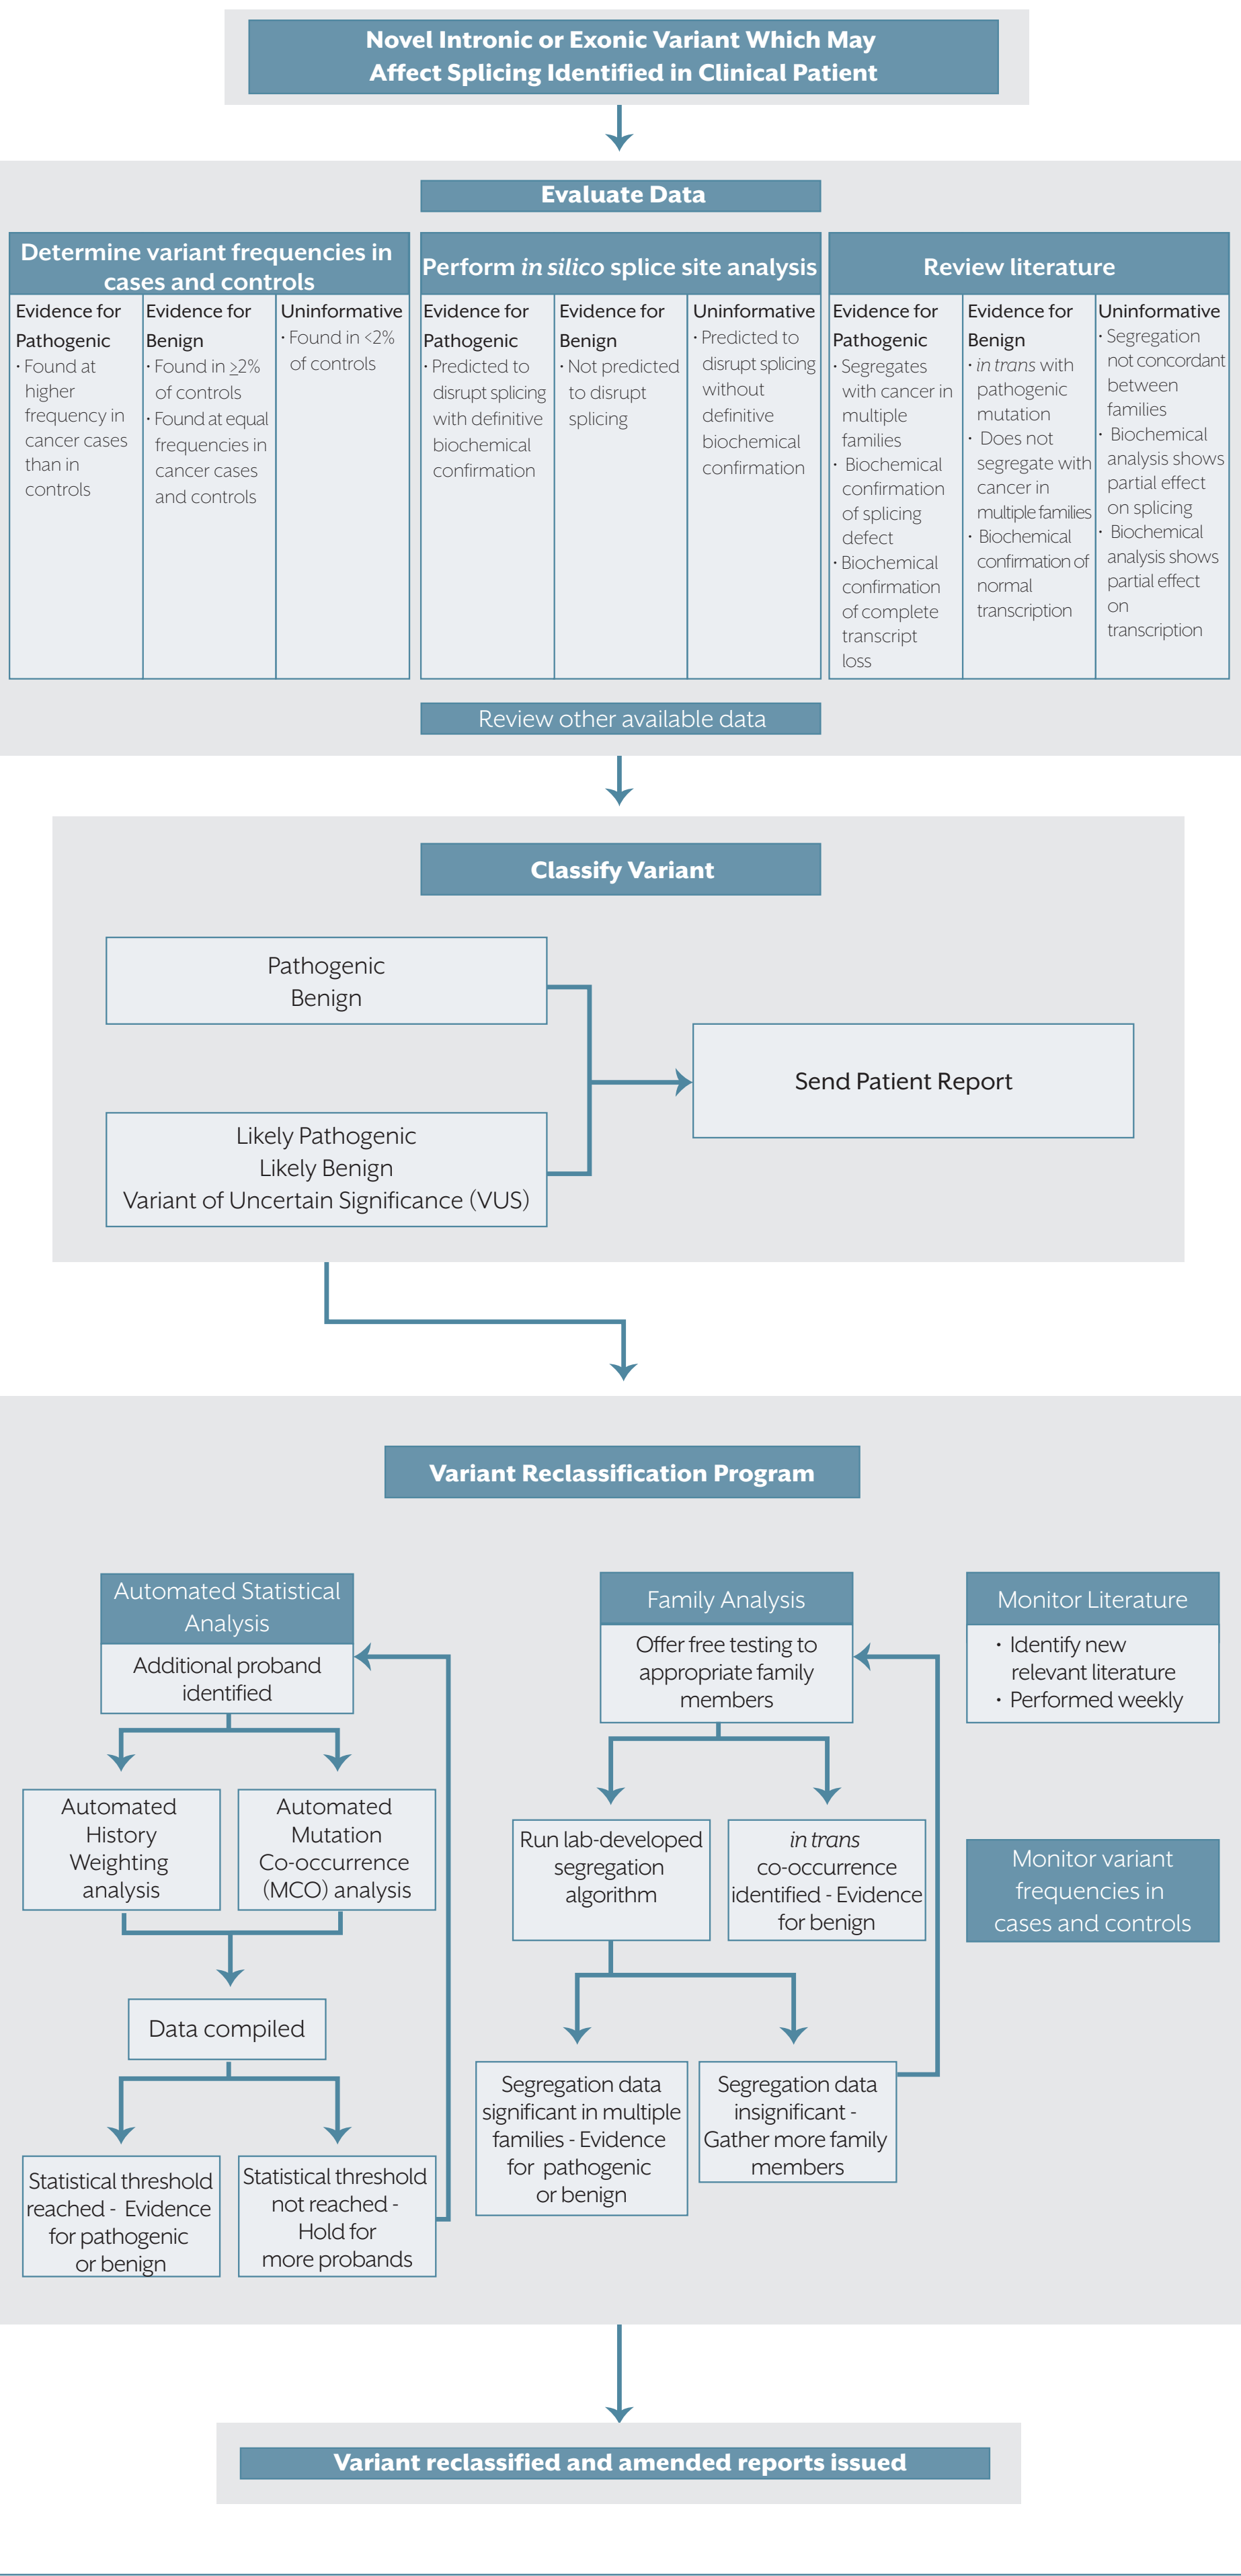 Novel Intronic or Exonic Variant Which May
Affect Splicing Identified in Clinical Patient
Evaluate Data
Determine variant frequencies in
cases and controls
Evidence for
Pathogenic
· Found at
higher
frequency in
cancer cases
than in
controls
Evidence for
Benign
· Found in ≥2%
of controls
· Found at equal
frequencies in
cancer cases
and controls
Uninformative
· Found in <2%
of controls
Perform in silico splice site analysis
Evidence for
Pathogenic
· Predicted to
disrupt splicing
with definitive
biochemical
confirmation
Evidence for
Benign
· Not predicted
to disrupt
splicing
Uninformative
· Predicted to
disrupt splicing
without
definitive
biochemical
confirmation
Review literature
Evidence for
Pathogenic
· Segregates
with cancer in
multiple
families
· Biochemical
confirmation
of splicing
defect
· Biochemical
confirmation
of complete
transcript
loss
Evidence for
Benign
· in trans with
pathogenic
mutation
· Does not
segregate with
cancer in
multiple families
· Biochemical
confirmation of
normal
transcription
Uninformative
· Segregation
not concordant
between
families
· Biochemical
analysis shows
partial effect
on splicing
· Biochemical
analysis shows
partial effect
on
transcription
Review other available data
Classify Variant
Pathogenic
Benign
Send Patient Report
Likely Pathogenic
Likely Benign
Variant of Uncertain Significance (VUS)
Variant Reclassification Program
Automated Statistical
Analysis
Additional proband
identified
Automated
History
Weighting
analysis
Automated
Mutation
Co-occurrence
(MCO) analysis
Data compiled
Statistical threshold
reached - Evidence
for pathogenic
or benign
Statistical threshold
not reached -
Hold for
more probands
Family Analysis
Offer free testing to
appropriate family
members
Run lab-developed
segregation
algorithm
in trans
co-occurrence
identified - Evidence
for benign
Segregation data
significant in multiple
families - Evidence
for pathogenic
or benign
Segregation data
insignificant -
Gather more family
members
Monitor Literature
· Identify new
relevant literature
· Performed weekly
Monitor variant
frequencies in
cases and controls
Variant reclassified and amended reports issued